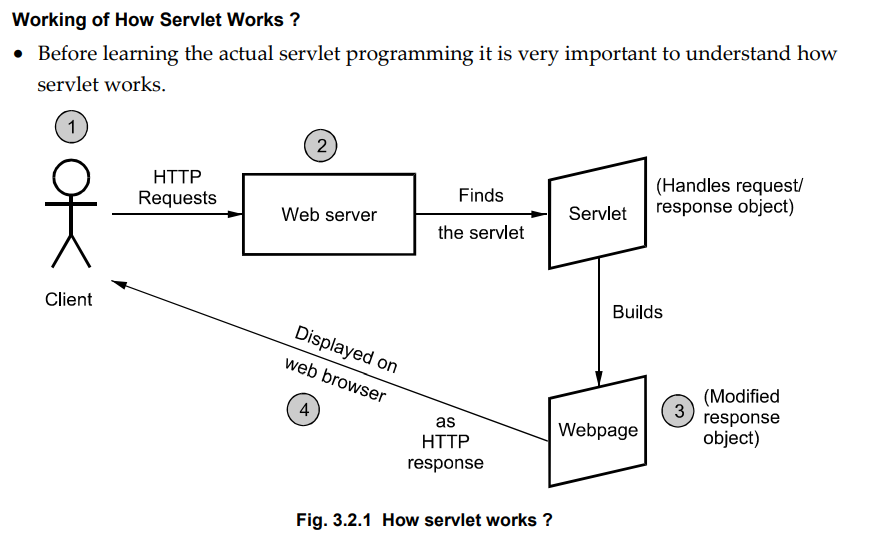 Working of How Servlet Works ?
• Before learning the actual servlet programming it is very important to understand how
servlet works.
1
2
HTTP
Requests
Web server
Finds
the servlet
Servlet
(Handles request/
response object)
Client
Builds
Displayed on
web browser
4
as
HTTP
response
Webpage
3
(Modified
response
object)
Fig. 3.2.1 How servlet works ?